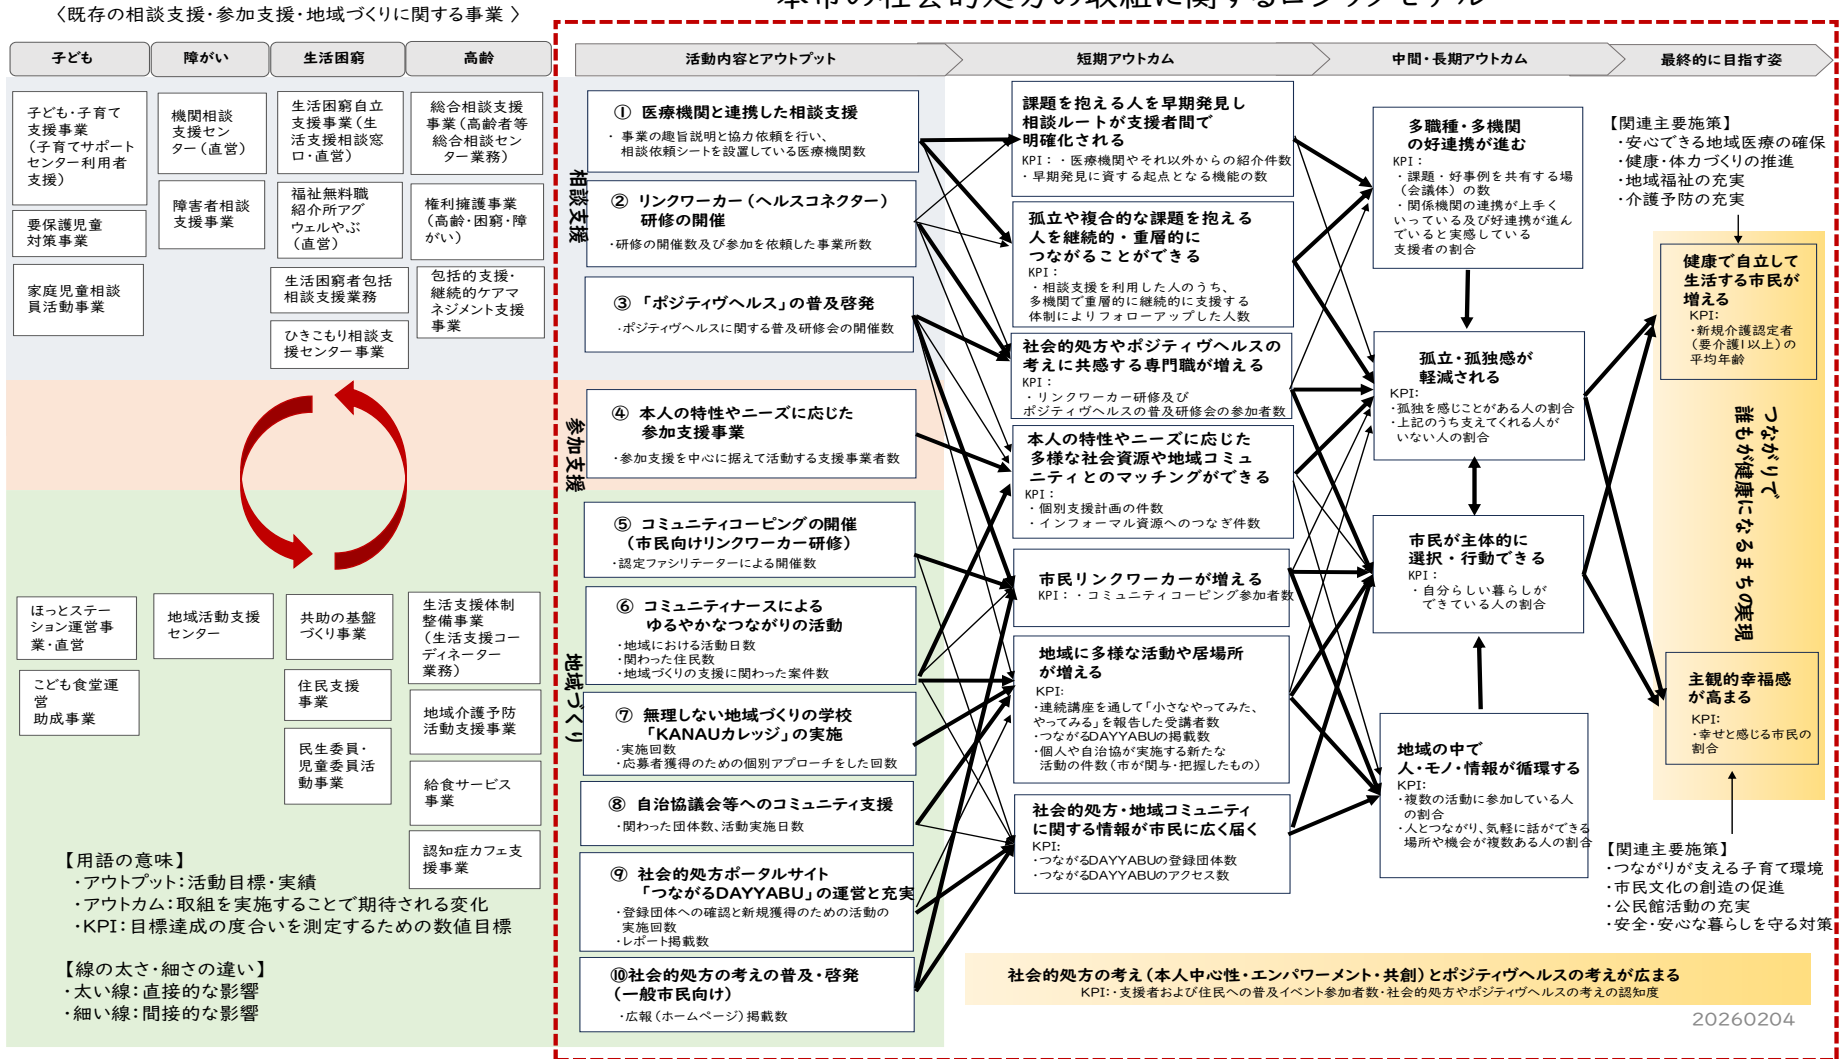 〈既存の相談支援・参加支援・地域づくりに関する事業 〉
本市の社会的処方の取組に関するロジックモデル
子ども
障がい
生活困窮
高齢
活動内容とアウトプット
短期アウトカム
中間・長期アウトカム
最終的に目指す姿
子ども・子育て
支援事業
(子育てサポート
センター利用者
支援)
要保護児童
対策事業
家庭児童相談
員活動事業
機関相談
支援セン
ター(直営)
障害者相談
支援事業
生活困窮自立
支援事業(生
活支援相談窓
口・直営)
福祉無料職
紹介所アグ
ウェルやぶ
(直営)
生活困窮者包括
相談支援業務
ひきこもり相談支
援センター事業
総合相談支援
事業(高齢者等
総合相談セン
ター業務)
権利擁護事業
(高齢・困窮・障
がい)
包括的支援・
継続的ケアマ
ネジメント支援
事業
ほっとステー
ション運営事
業・直営
こども食堂運
営
助成事業
地域活動支援
センター
共助の基盤
づくり事業
住民支援
事業
民生委員・
児童委員活
動事業
生活支援体制
整備事業
(生活支援コー
ディネーター
業務)
地域介護予防
活動支援事業
給食サービス
事業
認知症カフェ支
援事業
【用語の意味】
・アウトプット:活動目標・実績
・アウトカム:取組を実施することで期待される変化
・KPI:目標達成の度合いを測定するための数値目標
【線の太さ・細さの違い】
・太い線:直接的な影響
・細い線:間接的な影響
相談支援
参加支援
地域づくり
① 医療機関と連携した相談支援
・ 事業の趣旨説明と協力依頼を行い、
相談依頼シートを設置している医療機関数
② リンクワーカー(ヘルスコネクター)
研修の開催
・研修の開催数及び参加を依頼した事業所数
③ 「ポジティヴヘルス」の普及啓発
・ポジティヴヘルスに関する普及研修会の開催数
④ 本人の特性やニーズに応じた
参加支援事業
・参加支援を中心に据えて活動する支援事業者数
⑤ コミュニティコーピングの開催
(市民向けリンクワーカー研修)
・認定ファシリテーターによる開催数
⑥ コミュニティナースによる
ゆるやかなつながりの活動
・地域における活動日数
・関わった住民数
・地域づくりの支援に関わった案件数
⑦ 無理しない地域づくりの学校
「KANAUカレッジ」の実施
・実施回数
・応募者獲得のための個別アプローチをした回数
⑧ 自治協議会等へのコミュニティ支援
・関わった団体数、活動実施日数
⑨ 社会的処方ポータルサイト
「つながるDAYYABU」の運営と充実
・登録団体への確認と新規獲得のための活動の
実施回数
・レポート掲載数
⑩社会的処方の考えの普及・啓発
(一般市民向け)
・広報(ホームページ)掲載数
課題を抱える人を早期発見し
相談ルートが支援者間で
明確化される
KPI:・医療機関やそれ以外からの紹介件数
・早期発見に資する起点となる機能の数
孤立や複合的な課題を抱える
人を継続的・重層的に
つながることができる
KPI:
・相談支援を利用した人のうち、
多機関で重層的に継続的に支援する
体制によりフォローアップした人数
社会的処方やポジティヴヘルスの
考えに共感する専門職が増える
KPI:
・リンクワーカー研修及び
ポジティヴヘルスの普及研修会の参加者数
本人の特性やニーズに応じた
多様な社会資源や地域コミュ
ニティとのマッチングができる
KPI:
・個別支援計画の件数
・インフォーマル資源へのつなぎ件数
市民リンクワーカーが増える
KPI:・コミュニティコーピング参加者数
地域に多様な活動や居場所
が増える
KPI:
・連続講座を通して「小さなやってみた、
やってみる」を報告した受講者数
・つながるDAYYABUの掲載数
・個人や自治協が実施する新たな
活動の件数(市が関与・把握したもの)
社会的処方・地域コミュニティ
に関する情報が市民に広く届く
KPI:
・つながるDAYYABUの登録団体数
・つながるDAYYABUのアクセス数
多職種・多機関
の好連携が進む
KPI:
・課題・好事例を共有する場
(会議体)の数
・関係機関の連携が上手く
いっている及び好連携が進ん
でいると実感している
支援者の割合
孤立・孤独感が
軽減される
KPI:
・孤独を感じことがある人の割合
・上記のうち支えてくれる人が
いない人の割合
市民が主体的に
選択・行動できる
KPI:
・自分らしい暮らしが
できている人の割合
地域の中で
人・モノ・情報が循環する
KPI:
・複数の活動に参加している人
の割合
・人とつながり、気軽に話ができる
場所や機会が複数ある人の割合
【関連主要施策】
・安心できる地域医療の確保
・健康・体力づくりの推進
・地域福祉の充実
・介護予防の充実
健康で自立して
生活する市民が
増える
KPI:
・新規介護認定者
(要介護1以上)の
平均年齢
つながりで
誰もが健康になるまちの実現
主観的幸福感
が高まる
KPI:
・幸せと感じる市民の
割合
【関連主要施策】
・つながりが支える子育て環境
・市民文化の創造の促進
・公民館活動の充実
・安全・安心な暮らしを守る対策
社会的処方の考え(本人中心性・エンパワーメント・共創)とポジティヴヘルスの考えが広まる
KPI:・支援者および住民への普及イベント参加者数・社会的処方やポジティヴヘルスの考えの認知度
20260204